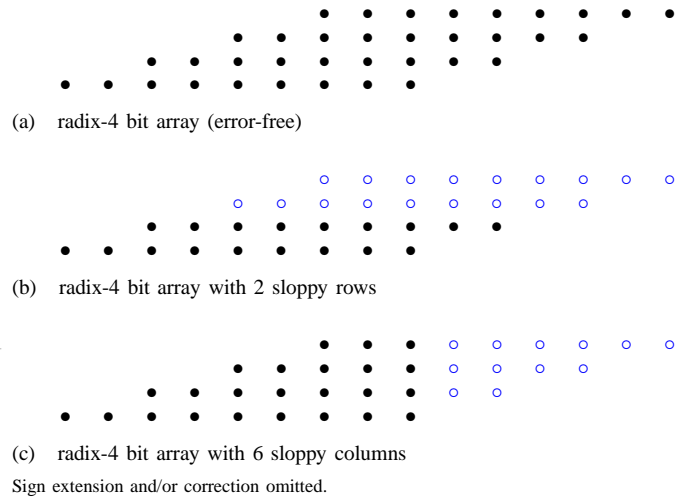 (a) radix-4 bit array (error-free)
(b) radix-4 bit array with 2 sloppy rows
(c) radix-4 bit array with 6 sloppy columns
Sign extension and/or correction omitted.